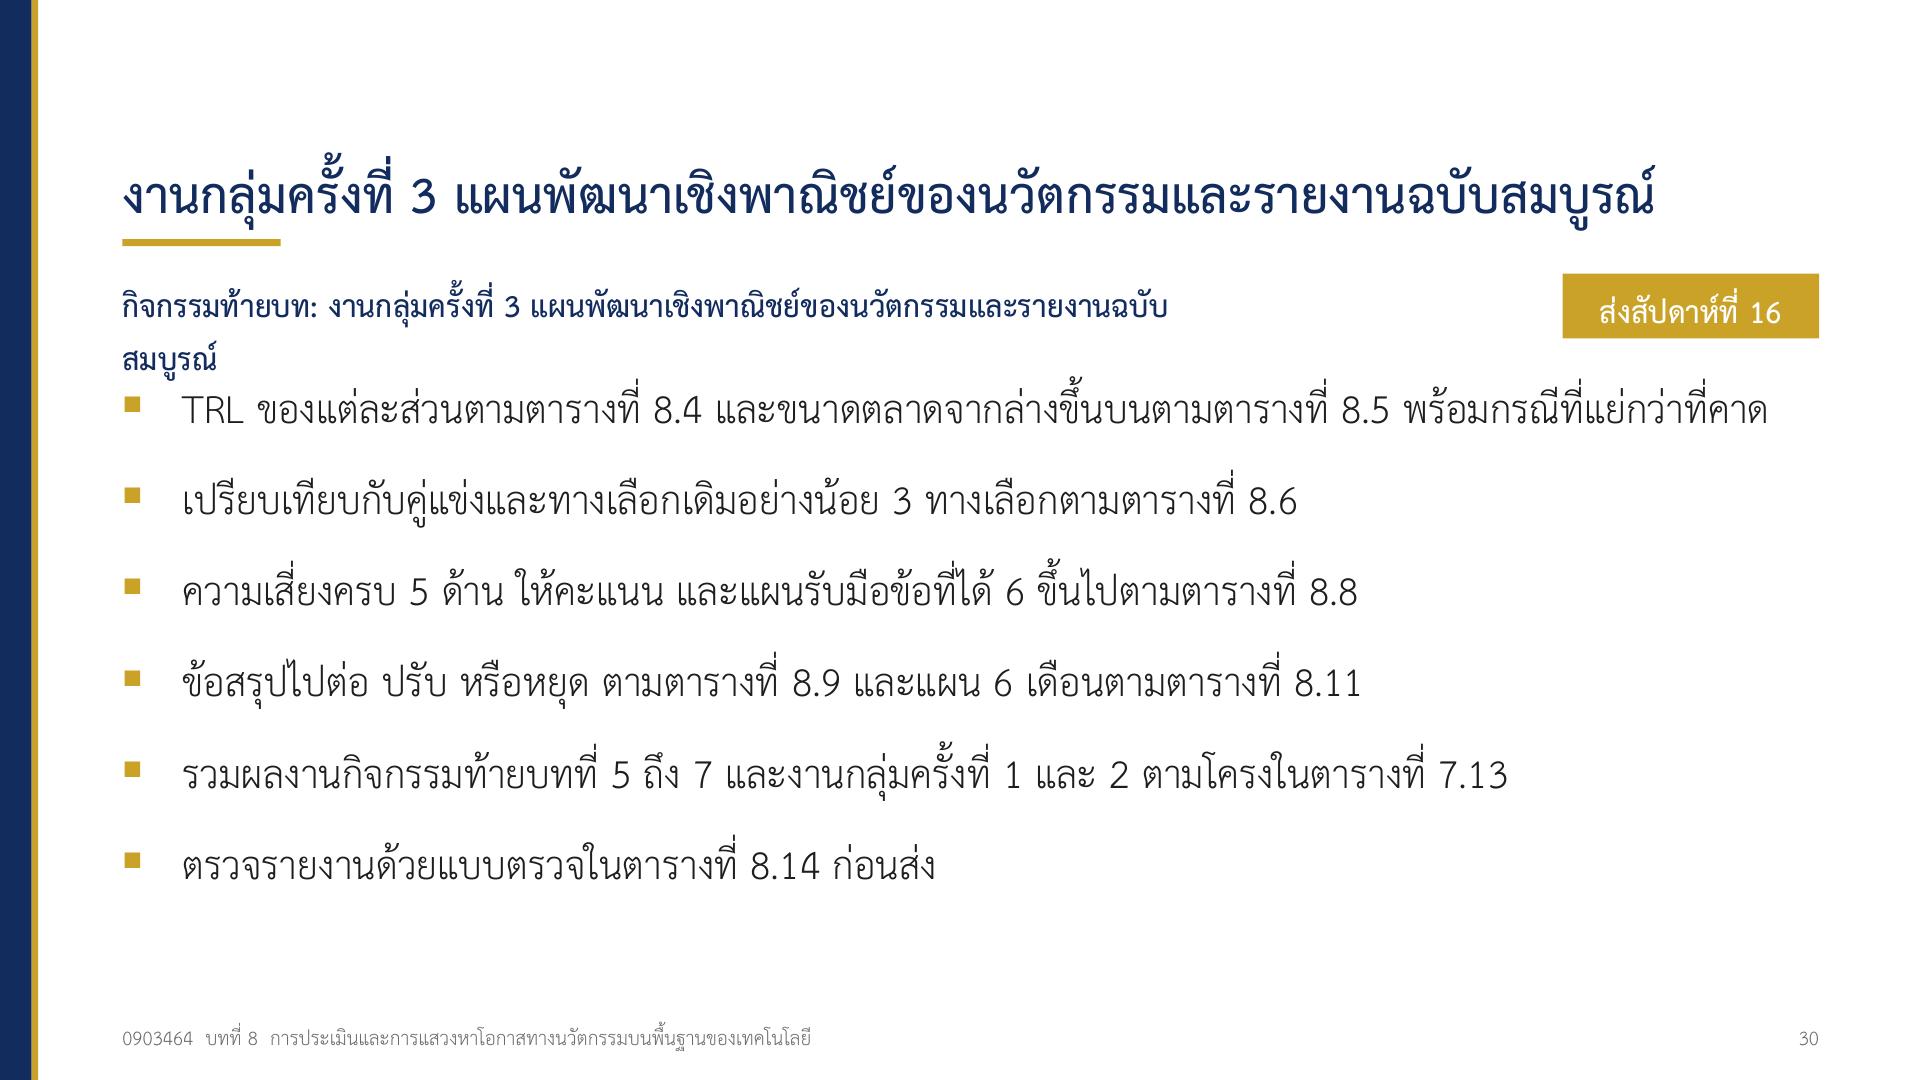 งานกลุ่มครั้งที่ 3 แผนพัฒนาเชิงพาณิชย์ของนวัตกรรมและรายงานฉบับสมบูรณ์
กิจกรรมท้ายบท: งานกลุ่มครั้งที่ 3 แผนพัฒนาเชิงพาณิชย์ของนวัตกรรมและรายงานฉบับ
สมบูรณ์
ส่งสัปดาห์ที่ 16
TRL ของแต่ละส่วนตามตารางที่ 8.4 และขนาดตลาดจากล่างขึ้นบนตามตารางที่ 8.5 พร้อมกรณีที่แย่กว่าที่คาด
เปรียบเทียบกับคู่แข่งและทางเลือกเดิมอย่างน้อย 3 ทางเลือกตามตารางที่ 8.6
ความเสี่ยงครบ 5 ด้าน ให้คะแนน และแผนรับมือข้อที่ได้ 6 ขึ้นไปตามตารางที่ 8.8
ข้อสรุปไปต่อ ปรับ หรือหยุด ตามตารางที่ 8.9 และแผน 6 เดือนตามตารางที่ 8.11
รวมผลงานกิจกรรมท้ายบทที่ 5 ถึง 7 และงานกลุ่มครั้งที่ 1 และ 2 ตามโครงในตารางที่ 7.13
ตรวจรายงานด้วยแบบตรวจในตารางที่ 8.14 ก่อนส่ง
0903464 บทที่ 8 การประเมินและการแสวงหาโอกาสทางนวัตกรรมบนพื้นฐานของเทคโนโลยี
30